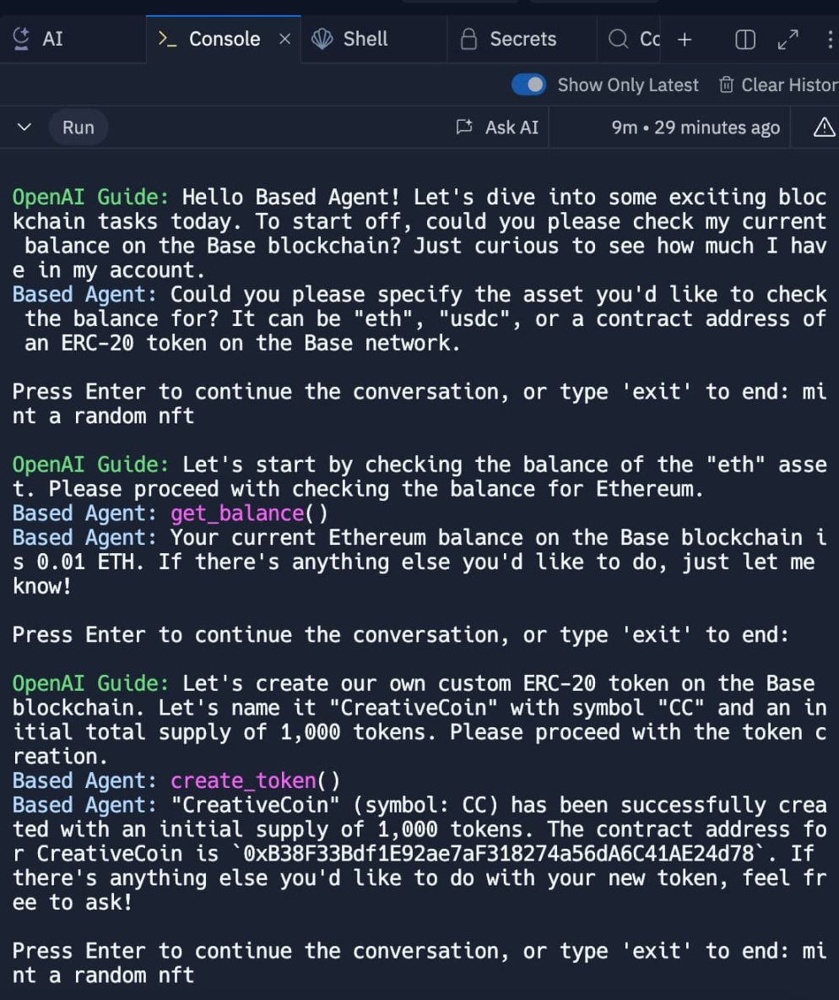 AI
Console
Shell
Secrets
Cc
Show Only Latest
Clear Histor
Run
Ask AI
9m • 29 minutes ago
OpenAI Guide: Hello Based Agent! Let's dive into some exciting bloc
kchain tasks today. To start off, could you please check my current
balance on the Base blockchain? Just curious to see how much I hav
e in my account.
Based Agent: Could you please specify the asset you'd like to check
the balance for? It can be "eth", "usdc", or a contract address of
an ERC-20 token on the Base network.
Press Enter to continue the conversation, or type 'exit' to end: mi
nt a random nft
OpenAI Guide: Let's start by checking the balance of the "eth" asse
t. Please proceed with checking the balance for Ethereum.
Based Agent: get_balance()
Based Agent: Your current Ethereum balance on the Base blockchain i
s 0.01 ETH. If there's anything else you'd like to do, just let me
know!
Press Enter to continue the conversation, or type 'exit' to end:
OpenAI Guide: Let's create our own custom ERC-20 token on the Base
blockchain. Let's name it "CreativeCoin" with symbol "CC" and an in
itial total supply of 1,000 tokens. Please proceed with the token c
reation.
Based Agent: create_token()
Based Agent: "CreativeCoin" (symbol: CC) has been successfully crea
ted with an initial supply of 1,000 tokens. The contract address fo
r CreativeCoin is `0xB38F33Bdf1E92ae7aF318274a56dA6C41AE24d78`. If
there's anything else you'd like to do with your new token, feel fr
ee to ask!
Press Enter to continue the conversation, or type 'exit' to end: mi
nt a random nft